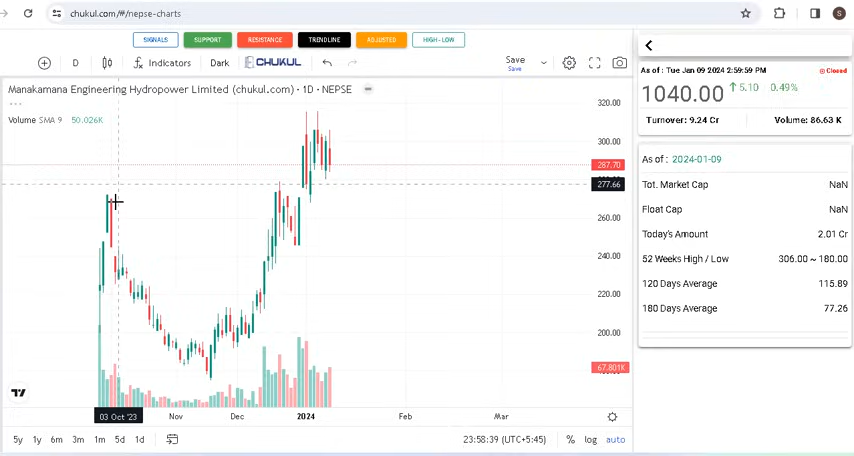 chukul.com/#/nepse-charts
S
SIGNALS
SUPPORT
RESISTANCE
TRENDLINE
ADJUSTED
HIGH-LOW
D
Indicators
Dark
CHUKUL
Save
Save
Manakamana Engineering Hydropower Limited (chukul.com) · 1D · NEPSE
Volume SMA 9 50.026K
320.00
300.00
287.70
277.66
260.00
240.00
220.00
200.00
67.801K
03 Oct '23
Nov
Dec
2024
Feb
Mar
5y 1y 6m 3m 1m 5d 1d
23:58:39 (UTC+5:45)
% log auto
As of : Tue Jan 09 2024 2:59:59 PM
Closed
1040.00 5.10 0.49%
Turnover: 9.24 Cr
Volume: 86.63 K
As of : 2024-01-09
Tot. Market Cap NaN
Float Cap NaN
Today's Amount 2.01 Cr
52 Weeks High / Low 306.00 ~ 180.00
120 Days Average 115.89
180 Days Average 77.26